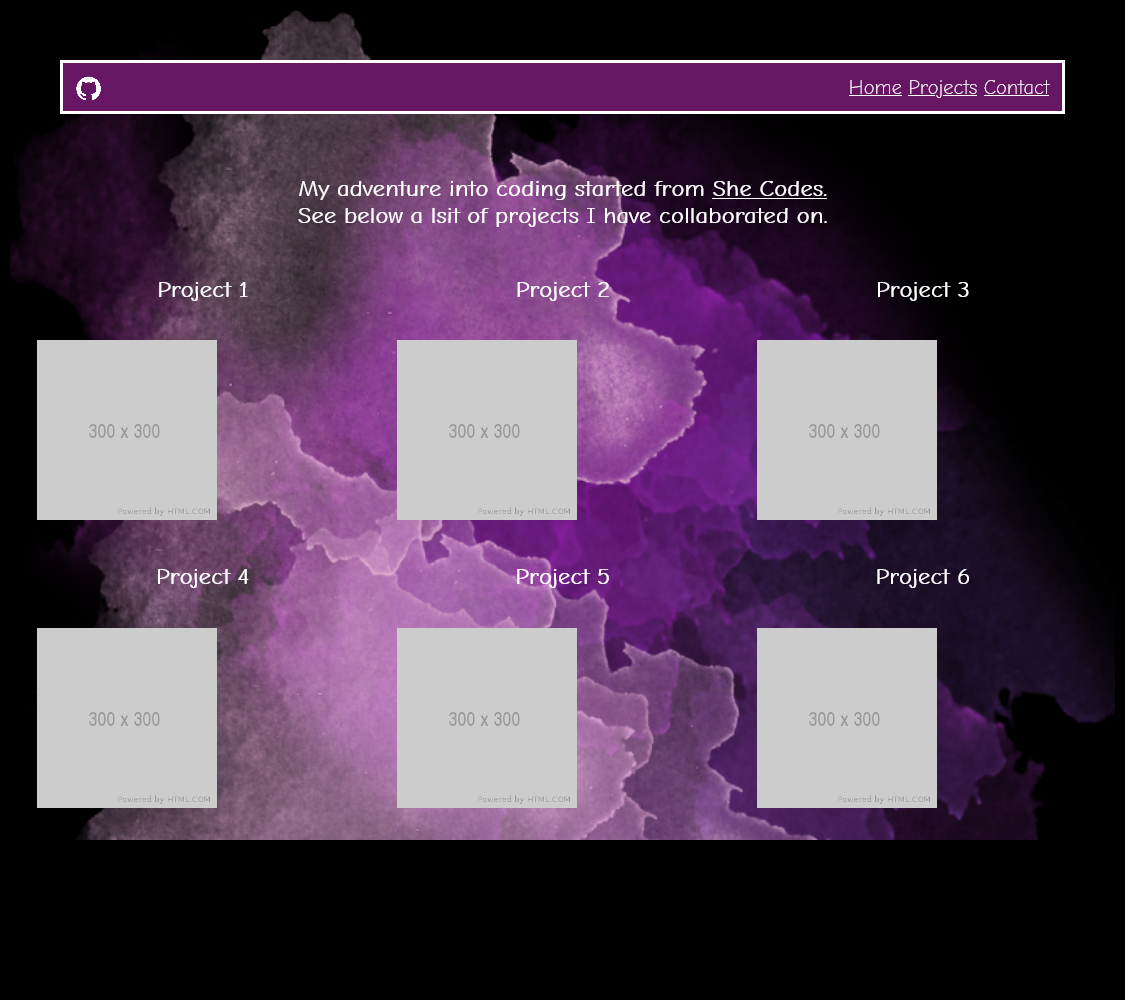 Home Projects Contact
My adventure into coding started from She Codes.
See below a lsit of projects I have collaborated on.
Project 1
Project 2
Project 3
300 x 300
Powered by HTML.COM
300 x 300
Powered by HTML.COM
300 x 300
Powered by HTML.COM
Project 4
Project 5
Project 6
300 x 300
Powered by HTML.COM
300 x 300
Powered by HTML.COM
300 x 300
Powered by HTML.COM